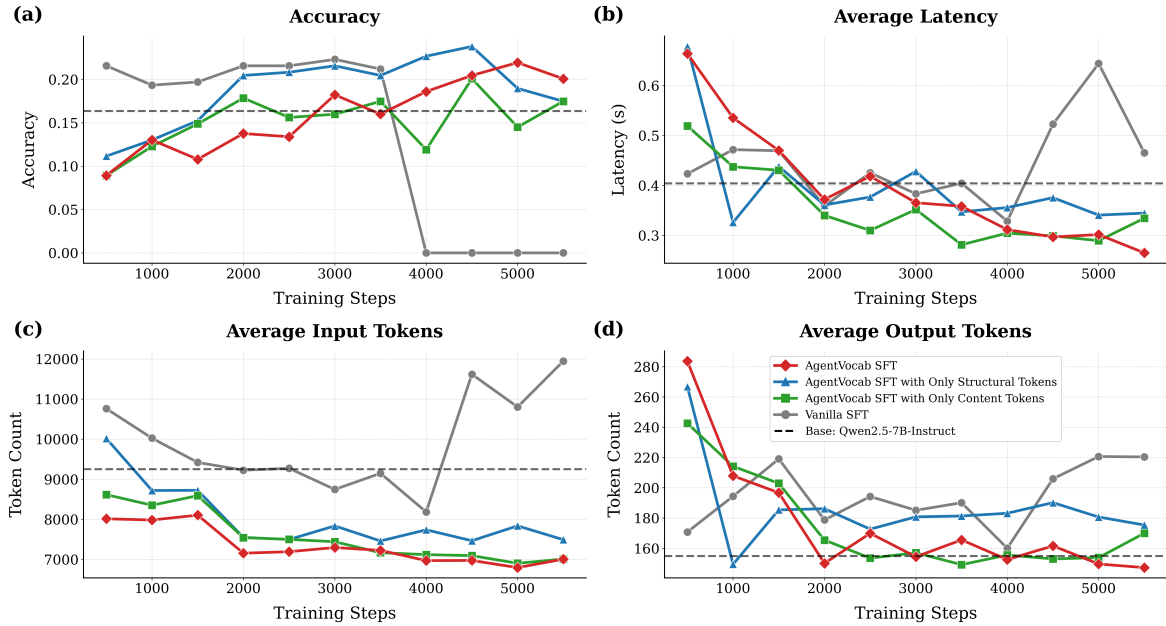 (a)
Accuracy
Accuracy
0.20
0.15
0.10
0.05
0.00
1000 2000 3000 4000 5000
Training Steps
(b)
Average Latency
Latency (s)
0.6
0.5
0.4
0.3
1000 2000 3000 4000 5000
Training Steps
(c)
Average Input Tokens
Token Count
12000
11000
10000
9000
8000
7000
1000 2000 3000 4000 5000
Training Steps
(d)
Average Output Tokens
Token Count
280
260
240
220
200
180
160
AgentVocab SFT
AgentVocab SFT with Only Structural Tokens
AgentVocab SFT with Only Content Tokens
Vanilla SFT
Base: Qwen2.5-7B-Instruct
1000 2000 3000 4000 5000
Training Steps